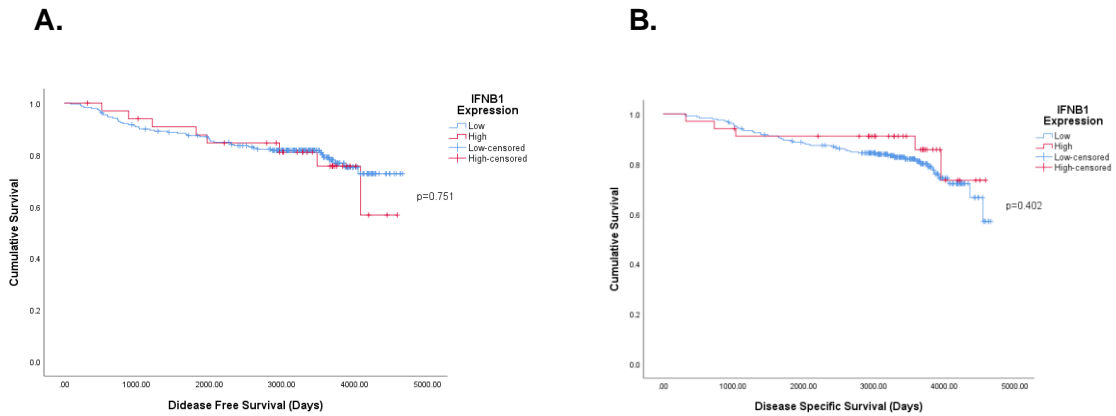 A.
IFNB1
Expression
Low
High
Low-censored
High-censored
p=0.751
Cumulative Survival
1.0
0.8
0.6
0.4
0.2
0.0
.00 1000.00 2000.00 3000.00 4000.00 5000.00
Didease Free Survival (Days)
B.
IFNB1
Expression
Low
High
Low-censored
High-censored
p=0.402
Cumulative Survival
1.0
0.8
0.6
0.4
0.2
0.0
.00 1000.00 2000.00 3000.00 4000.00 5000.00
Disease Specific Survival (Days)